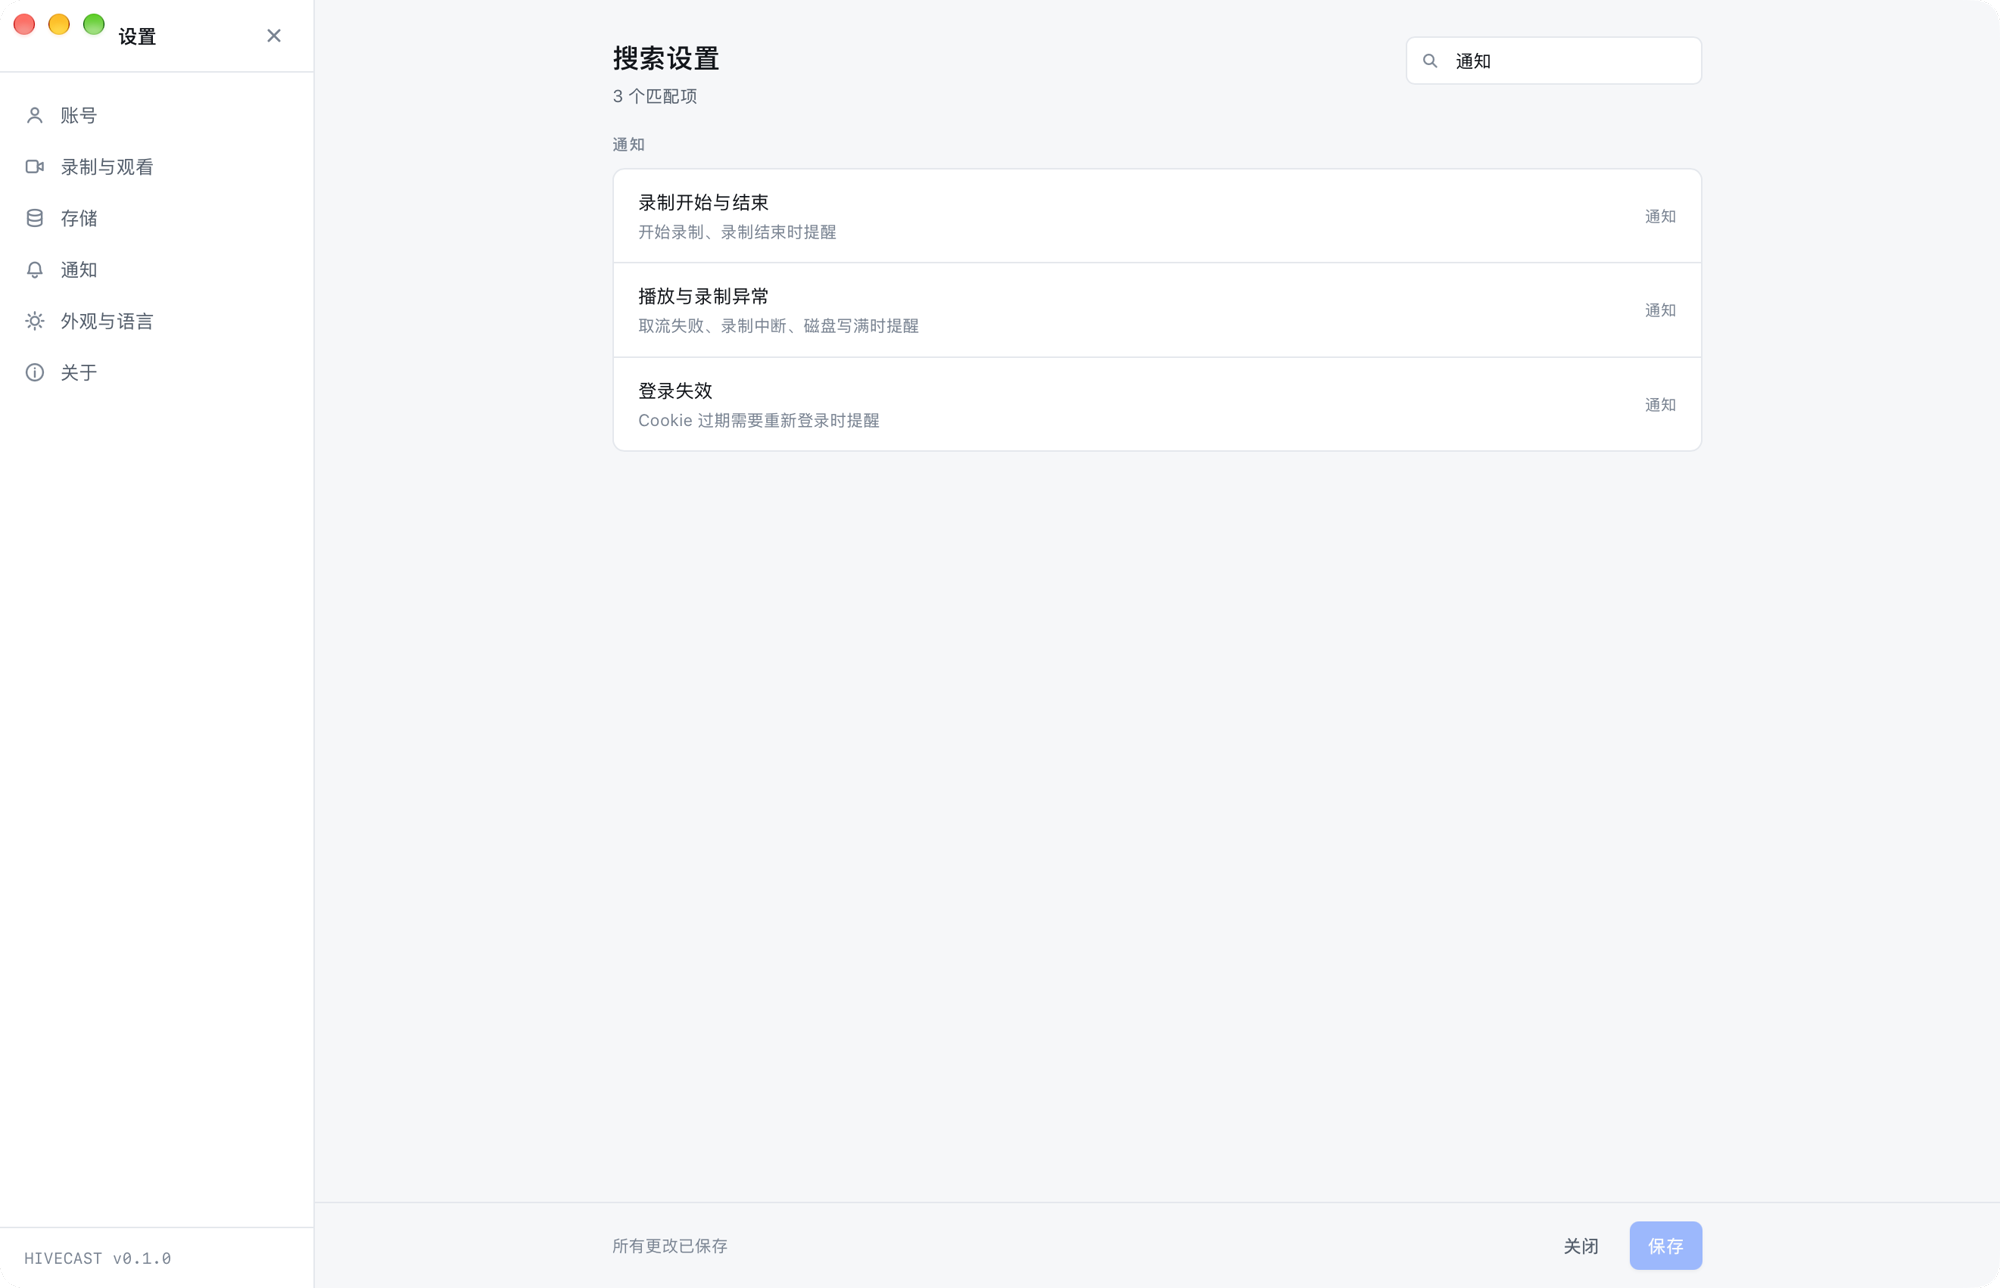 设置
账号
录制与观看
存储
通知
外观与语言
关于
HIVECAST v0.1.0
搜索设置
3 个匹配项
通知
通知
录制开始与结束
开始录制、录制结束时提醒
通知
播放与录制异常
取流失败、录制中断、磁盘写满时提醒
通知
登录失效
Cookie 过期需要重新登录时提醒
通知
所有更改已保存
关闭
保存